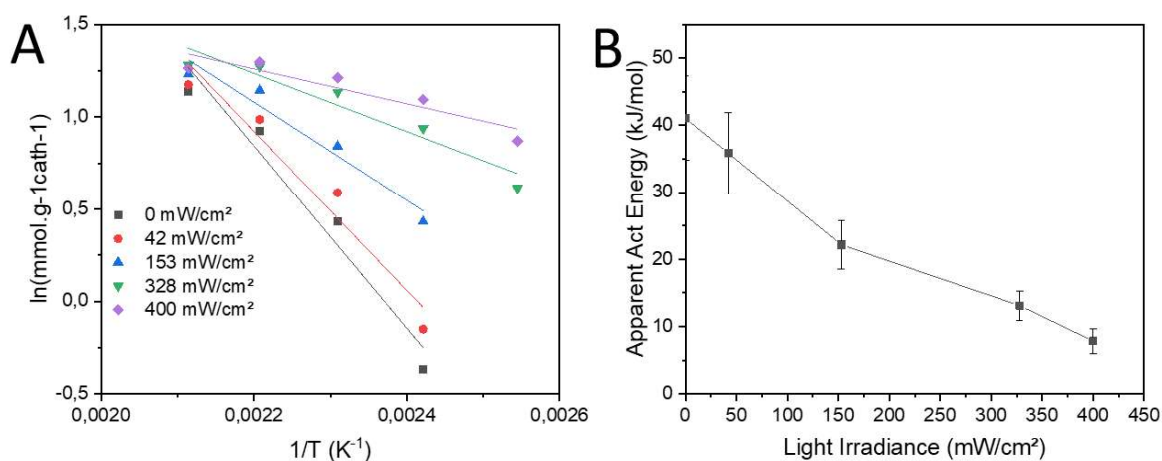 A
1,5
1,0
0,5
0,0
-0,5
ln(mmol.g-1cath-1)
0 mW/cm²
42 mW/cm²
153 mW/cm²
328 mW/cm²
400 mW/cm²
0,0020
0,0022
0,0024
0,0026
1/T (K⁻¹)
B
50
40
30
20
10
0
Apparent Act Energy (kJ/mol)
0
50
100
150
200
250
300
350
400
450
Light Irradiance (mW/cm²)